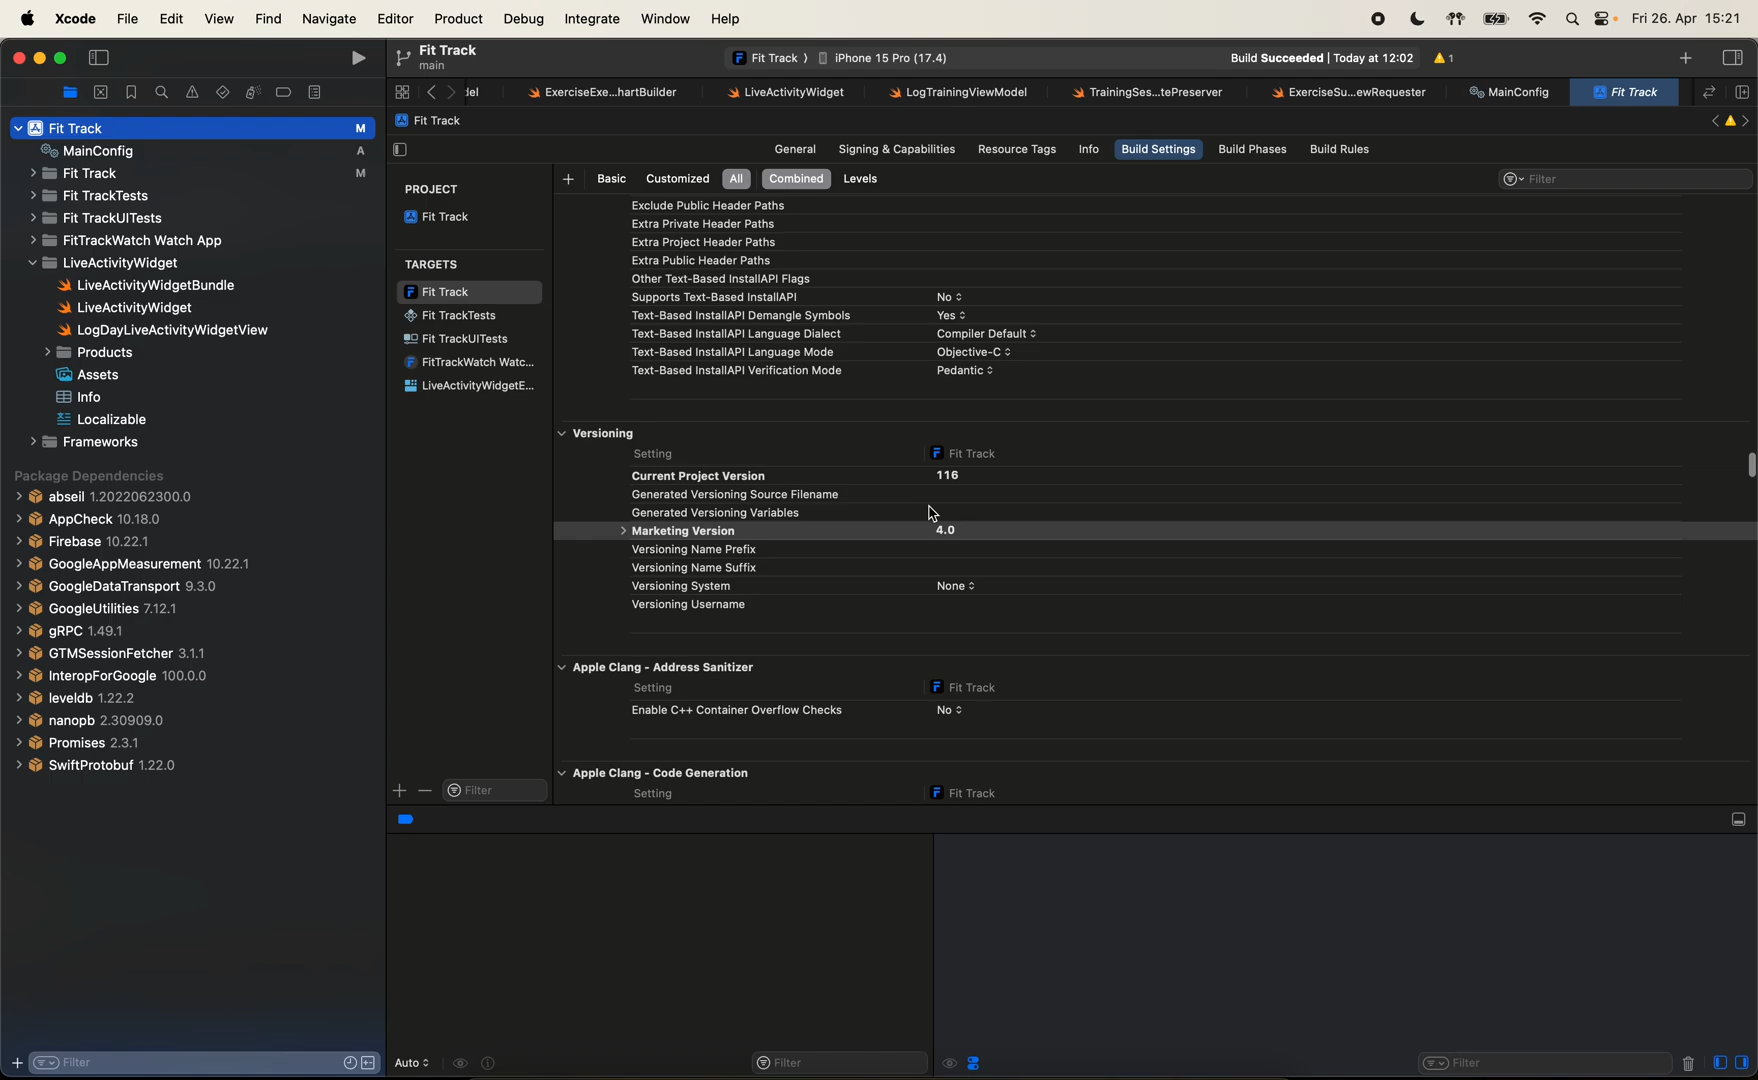 Xcode File Edit View Find Navigate Editor Product Debug Integrate Window Help Fri 26. Apr 15:21
Fit Track
main
Fit Track iPhone 15 Pro (17.4) Build Succeeded | Today at 12:02 1
del ExerciseExe...hartBuilder LiveActivityWidget LogTrainingViewModel TrainingSes...tePreserver ExerciseSu...ewRequester MainConfig Fit Track
Fit Track
General Signing & Capabilities Resource Tags Info Build Settings Build Phases Build Rules
Basic Customized All Combined Levels Filter
Fit Track M
MainConfig A
Fit Track M
Fit TrackTests
Fit TrackUITests
FitTrackWatch Watch App
LiveActivityWidget
LiveActivityWidgetBundle
LiveActivityWidget
LogDayLiveActivityWidgetView
Products
Assets
Info
Localizable
Frameworks
Package Dependencies
abseil 1.2022062300.0
AppCheck 10.18.0
Firebase 10.22.1
GoogleAppMeasurement 10.22.1
GoogleDataTransport 9.3.0
GoogleUtilities 7.12.1
gRPC 1.49.1
GTMSessionFetcher 3.1.1
InteropForGoogle 100.0.0
leveldb 1.22.2
nanopb 2.30909.0
Promises 2.3.1
SwiftProtobuf 1.22.0
Filter
PROJECT
Fit Track
TARGETS
Fit Track
Fit TrackTests
Fit TrackUITests
FitTrackWatch Watc...
LiveActivityWidgetE...
Filter
Exclude Public Header Paths
Extra Private Header Paths
Extra Project Header Paths
Extra Public Header Paths
Other Text-Based InstallAPI Flags
Supports Text-Based InstallAPI No
Text-Based InstallAPI Demangle Symbols Yes
Text-Based InstallAPI Language Dialect Compiler Default
Text-Based InstallAPI Language Mode Objective-C
Text-Based InstallAPI Verification Mode Pedantic
Versioning
Setting Fit Track
Current Project Version 116
Generated Versioning Source Filename
Generated Versioning Variables
Marketing Version 4.0
Versioning Name Prefix
Versioning Name Suffix
Versioning System None
Versioning Username
Apple Clang - Address Sanitizer
Setting Fit Track
Enable C++ Container Overflow Checks No
Apple Clang - Code Generation
Setting Fit Track
Auto Filter Filter